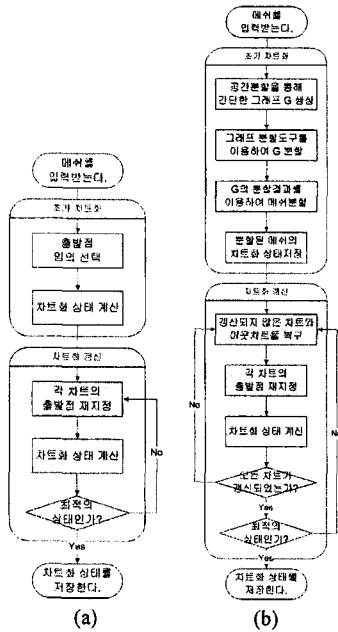 메쉬를
입력받는다.
초기 차트화
출발점
임의 선택
차트화 상태 계산
차트화 갱신
각 차트의
출발점 재지정
차트화 상태 계산
No
최적의
상태인가?
Yes
차트화 상태를
저장한다.
(a)
메쉬를
입력받는다.
초기 차트화
공간분할을 통해
간단한 그래프 G 생성
그래프 분할도구를
이용하여 G 분할
G의 분할결과를
이용하여 메쉬분할
분할된 메쉬의
차트화 상태저장
차트화 갱신
갱신되지 않은 차트와
이웃차트를 복구
각 차트의
출발점 재지정
No
No
차트화 상태 계산
모든 차트가
갱신되었는가?
Yes
최적의
상태인가?
Yes
차트화 상태를
저장한다.
(b)